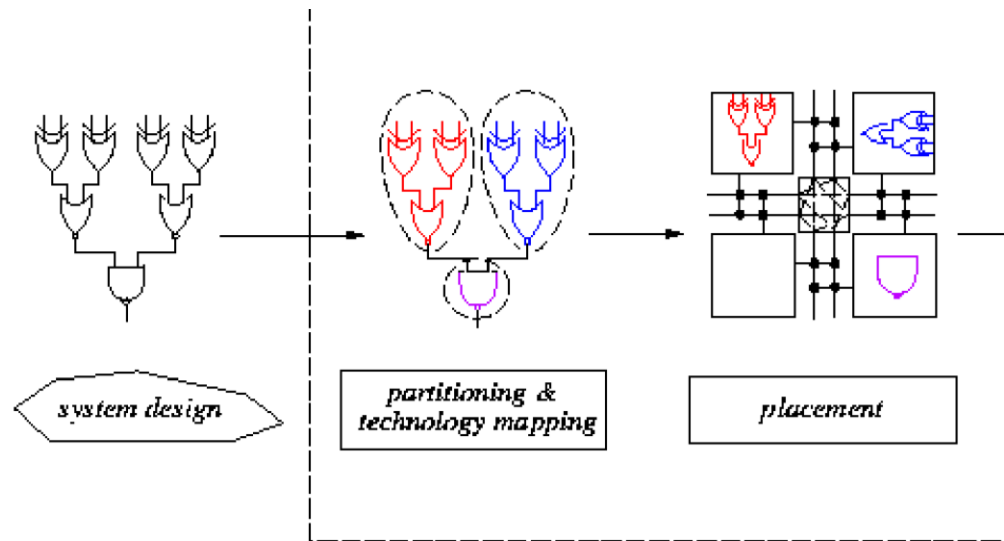 system design
partitioning &
technology mapping
placement